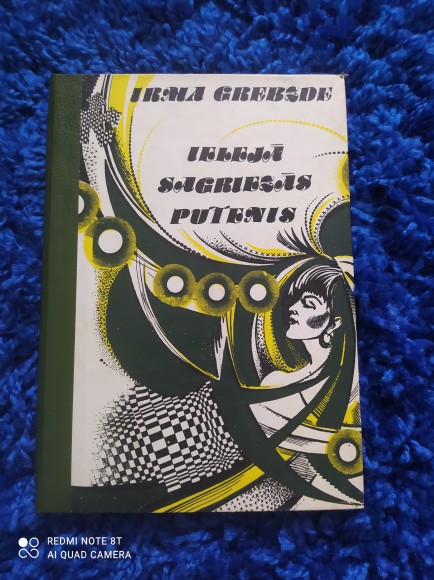 IRMA GREBZDE
IELEJĀ
SAGRIEZĀS
PUTENIS
REDMI NOTE 8T
AI QUAD CAMERA